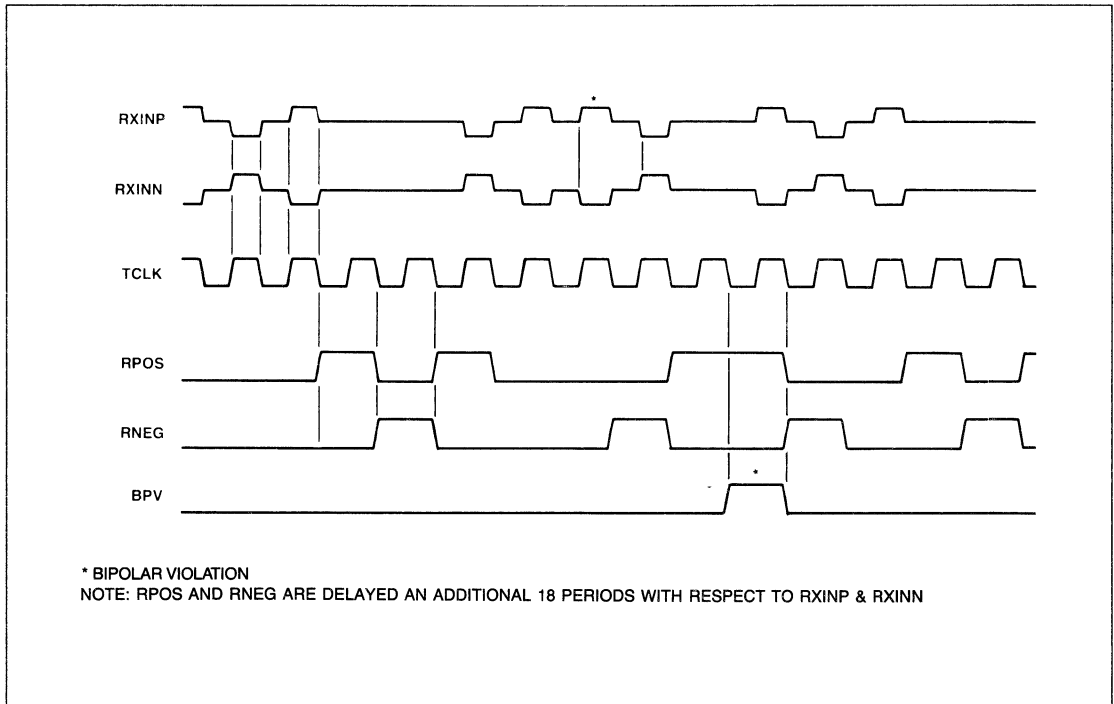 *
RXINP
RXINN
TCLK
RPOS
RNEG
*
BPV
* BIPOLAR VIOLATION
NOTE: RPOS AND RNEG ARE DELAYED AN ADDITIONAL 18 PERIODS WITH RESPECT TO RXINP & RXINN